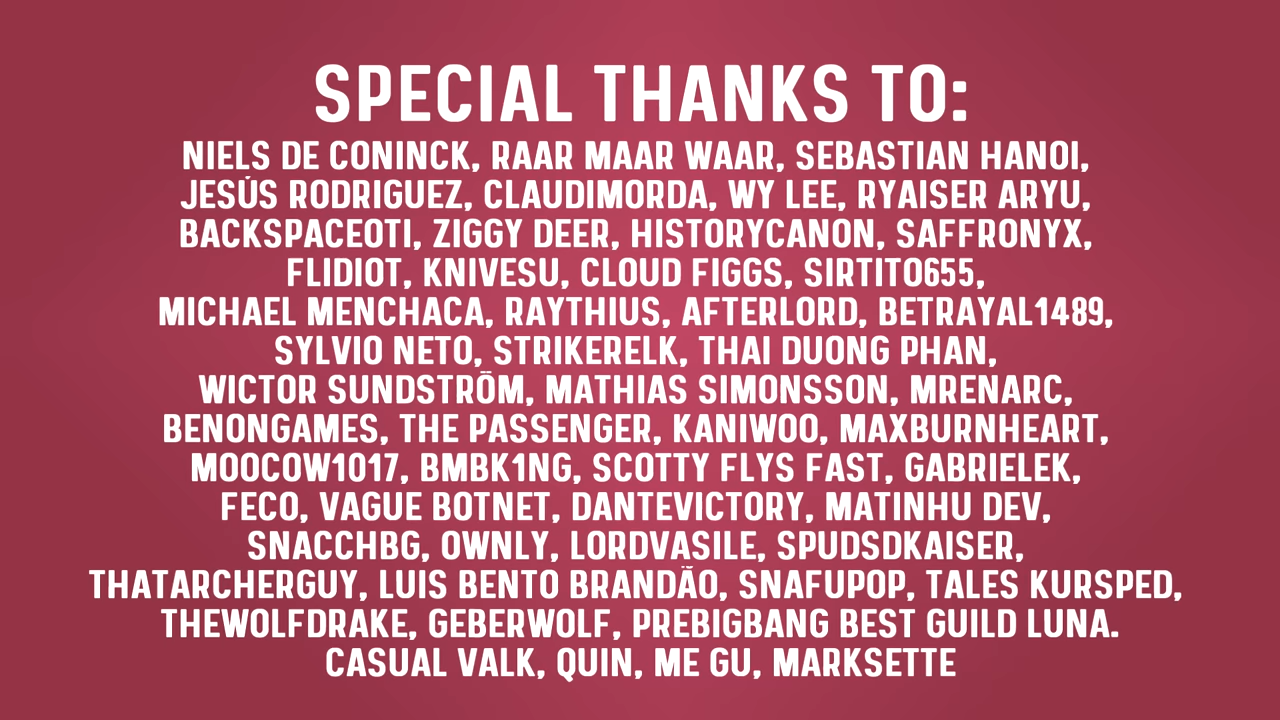 SPECIAL THANKS TO:
NIELS DE CONINCK, RAAR MAAR WAAR, SEBASTIAN HANOI,
JESÚS RODRIGUEZ, CLAUDIMORDA, WY LEE, RYAISER ARYU,
BACKSPACEOTI, ZIGGY DEER, HISTORYCANON, SAFFRONYX,
FLIDIOT, KNIVESU, CLOUD FIGGS, SIRTITO655,
MICHAEL MENCHACA, RAYTHIUS, AFTERLORD, BETRAYAL1489,
SYLVIO NETO, STRIKERELK, THAI DUONG PHAN,
WICTOR SUNDSTRÖM, MATHIAS SIMONSSON, MRENARC,
BENONGAMES, THE PASSENGER, KANIWOO, MAXBURNHEART,
MOOCOW1017, BMBK1NG, SCOTTY FLYS FAST, GABRIELEK,
FECO, VAGUE BOTNET, DANTEVICTORY, MATINHU DEV,
SNACCHBG, OWNLY, LORDVASILE, SPUDSDKAISER,
THATARCHERGUY, LUIS BENTO BRANDÃO, SNAFUPOP, TALES KURSPED,
THEWOLFDRAKE, GEBERWOLF, PREBIGBANG BEST GUILD LUNA.
CASUAL VALK, QUIN, ME GU, MARKSETTE